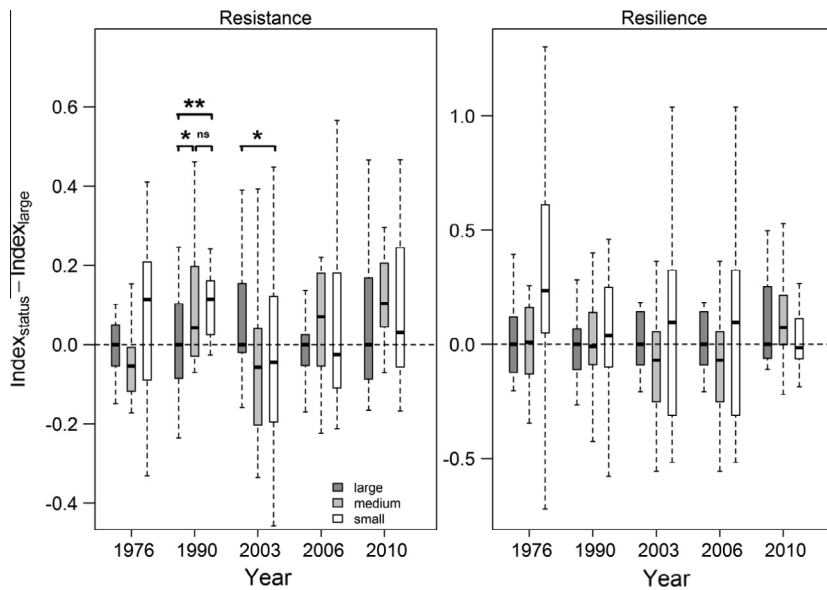 Resistance
Resilience
Index_status − Index_large
0.6
0.4
0.2
0.0
-0.2
-0.4
**
* ns
*
large
medium
small
1976 1990 2003 2006 2010
Year
1.0
0.5
0.0
-0.5
1976 1990 2003 2006 2010
Year